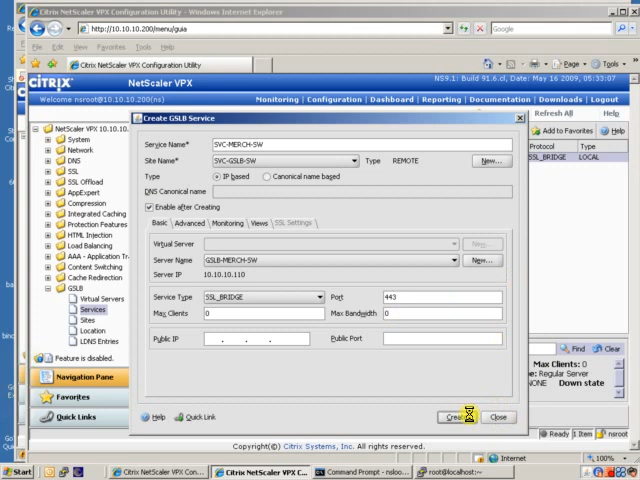 Citrix NetScaler VPX Configuration Utility - Windows Internet Explorer
http://10.10.10.200/menu/guia
Google
File Edit View Favorites Tools Help
Citrix NetScaler VPX Configuration Utility
Page Tools
CITRIX NetScaler VPX
NS9.1: Build 91.6.cl, Date: May 16 2009, 05:33:07
Welcome nsroot@10.10.10.200(ns)
Monitoring | Configuration | Dashboard | Reporting | Documentation | Downloads | Logout
Refresh All Help
Add to Favorites Help
Protocol Type
SSL_BRIDGE LOCAL
NetScaler VPX 10.10.10.
System
Network
DNS
SSL
SSL Offload
AppExpert
Compression
Integrated Caching
Protection Features
HTML Injection
Load Balancing
AAA - Application Tr
Content Switching
Cache Redirection
GSLB
Virtual Servers
Services
Sites
Location
LDNS Entries
Feature is disabled.
Navigation Pane
Favorites
Quick Links
Create GSLB Service
Service Name* SVC-MERCH-SW
Site Name* SVC-GSLB-SW Type REMOTE New...
Type IP based Canonical name based
DNS Canonical name
Enable after Creating
Basic Advanced Monitoring Views SSL Settings
Virtual Server New...
Server Name GSLB-MERCH-SW New...
Server IP 10.10.10.110
Service Type SSL_BRIDGE Port 443
Max Clients 0 Max Bandwidth 0
Public IP . . . Public Port
Help Quick Link Crea Close
Find Clear
Max Clients: 0
e: Regular Server
NONE Down state
Ready 1 Item nsroot
Copyright(©) Citrix Systems, Inc. All rights reserved.
Internet 100%
Start Citrix NetScaler VPX Con... Citrix NetScaler VPX C... Command Prompt - nsloo... root@localhost:~